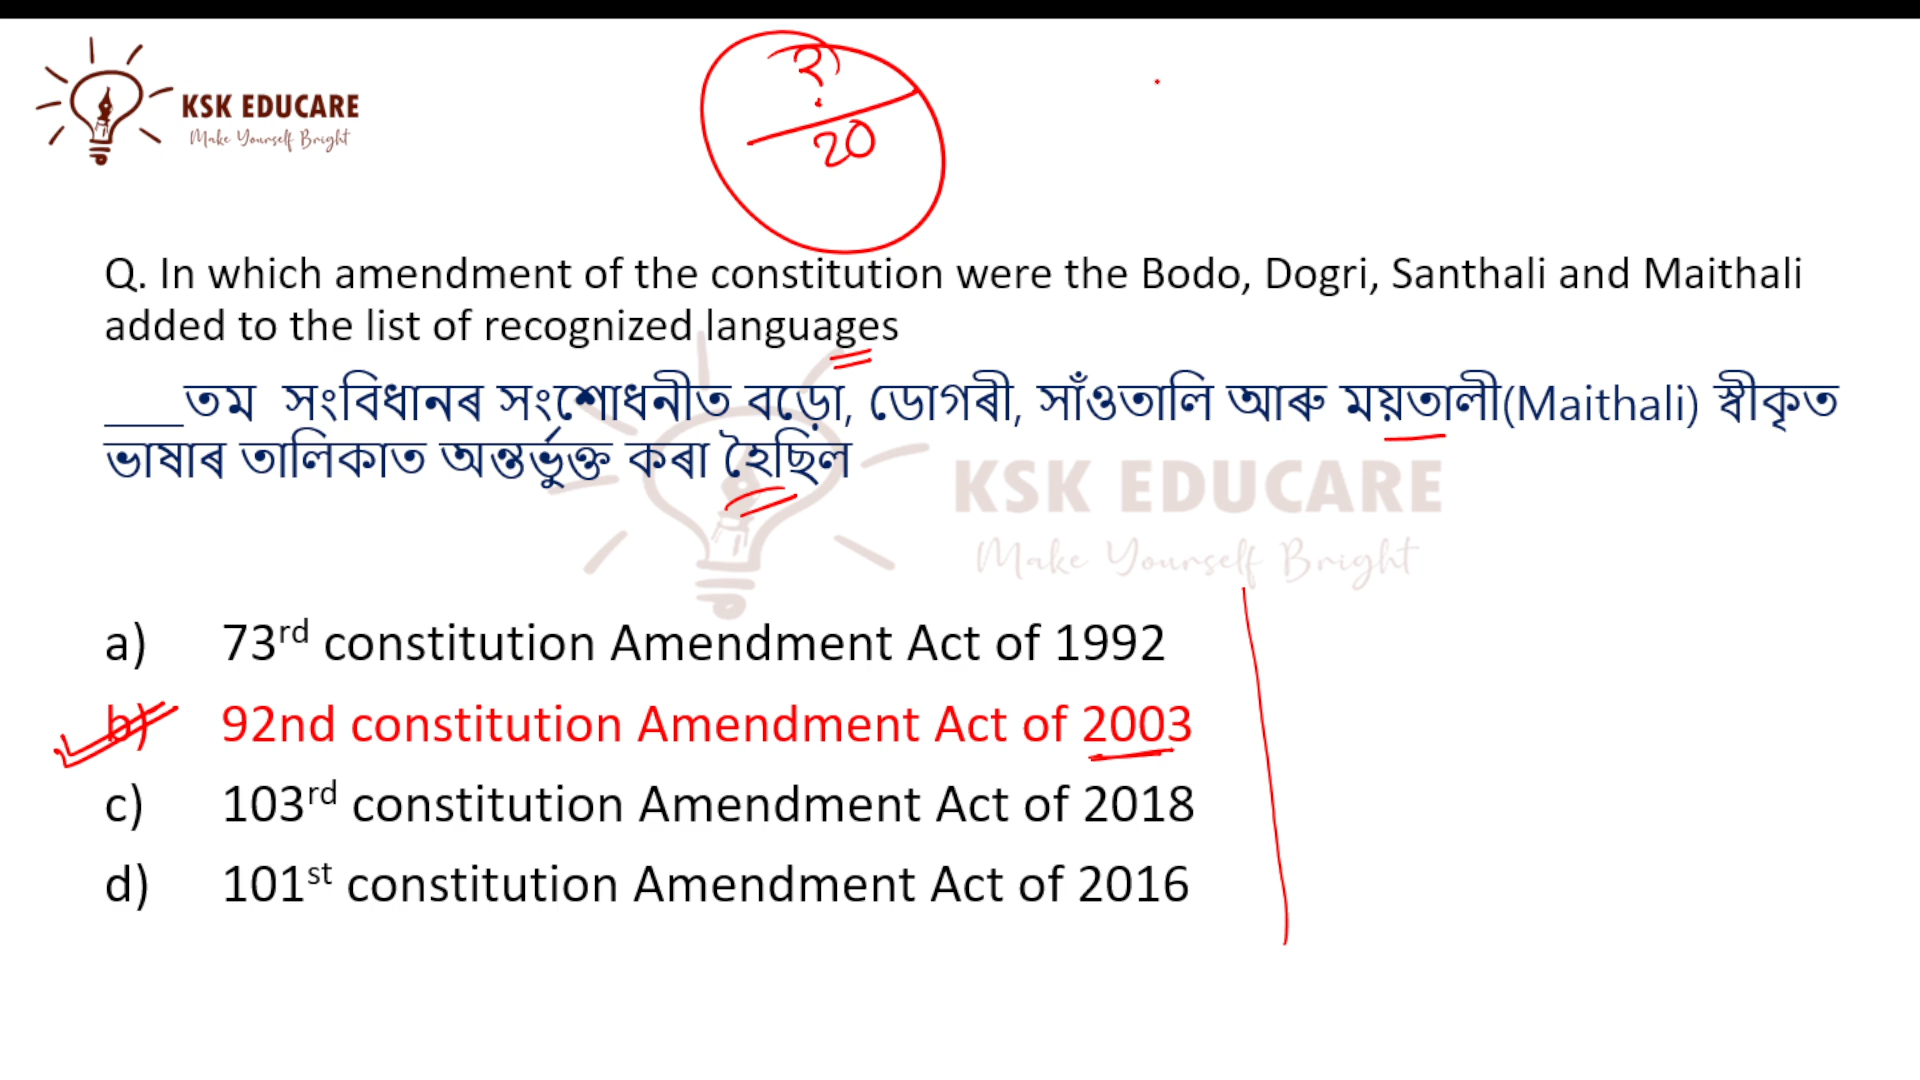 KSK EDUCARE
Make Yourself Bright
?
20
Q. In which amendment of the constitution were the Bodo, Dogri, Santhali and Maithali
added to the list of recognized languages
____তম সংবিধানৰ সংশোধনীত বড়ো, ডোগৰী, সাঁওতালি আৰু ময়তালী(Maithali) স্বীকৃত
ভাষাৰ তালিকাত অন্তৰ্ভুক্ত কৰা হৈছিল
KSK EDUCARE
Make Yourself Bright
a) 73rd constitution Amendment Act of 1992
b) 92nd constitution Amendment Act of 2003
c) 103rd constitution Amendment Act of 2018
d) 101st constitution Amendment Act of 2016